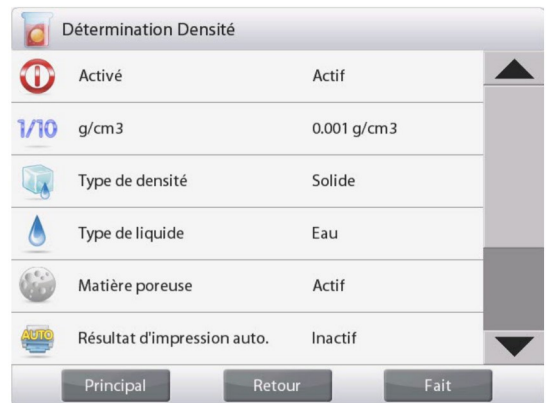 Détermination Densité
Activé Actif
1/10 g/cm3 0.001 g/cm3
Type de densité Solide
Type de liquide Eau
Matière poreuse Actif
AUTO Résultat d'impression auto. Inactif
Principal Retour Fait